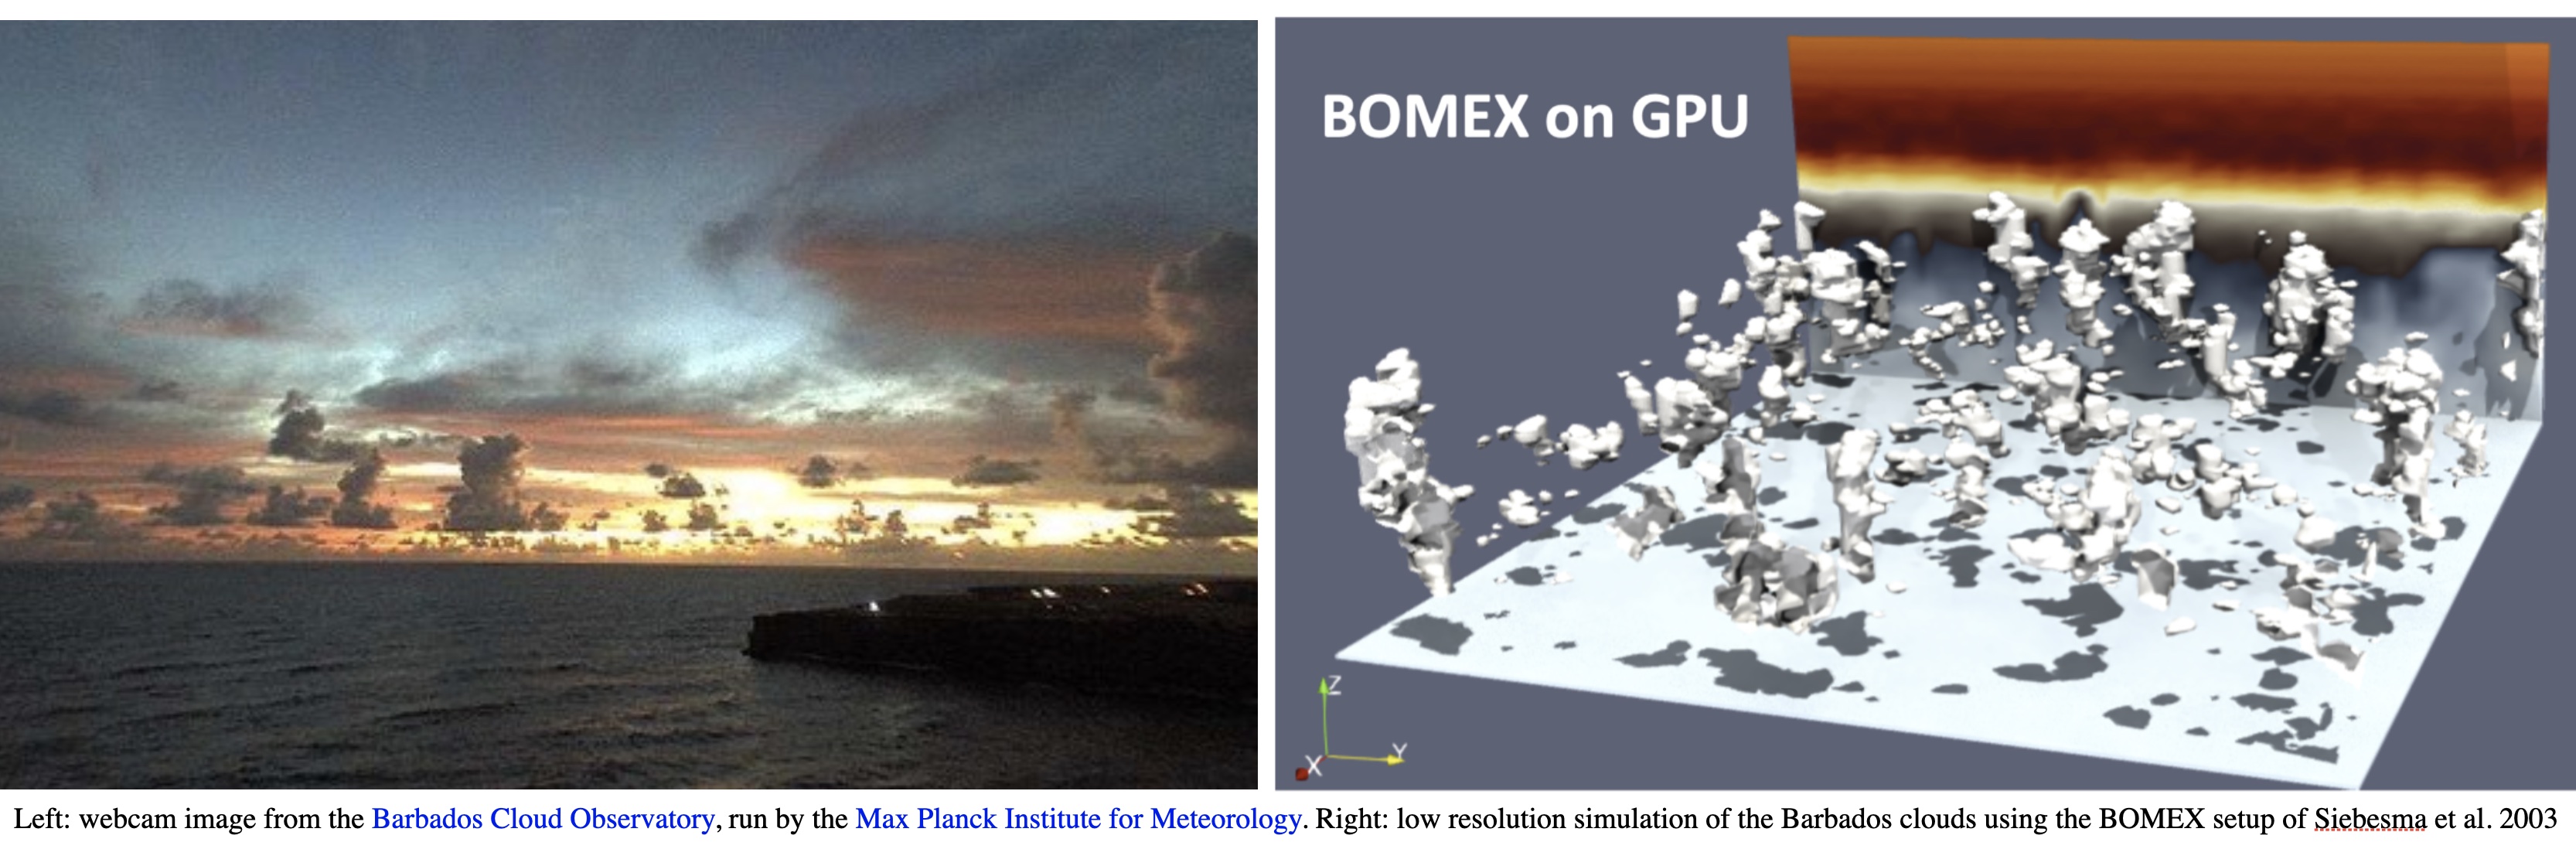 BOMEX on GPU
Z
Y
X
Left: webcam image from the Barbados Cloud Observatory, run by the Max Planck Institute for Meteorology. Right: low resolution simulation of the Barbados clouds using the BOMEX setup of Siebesma et al. 2003